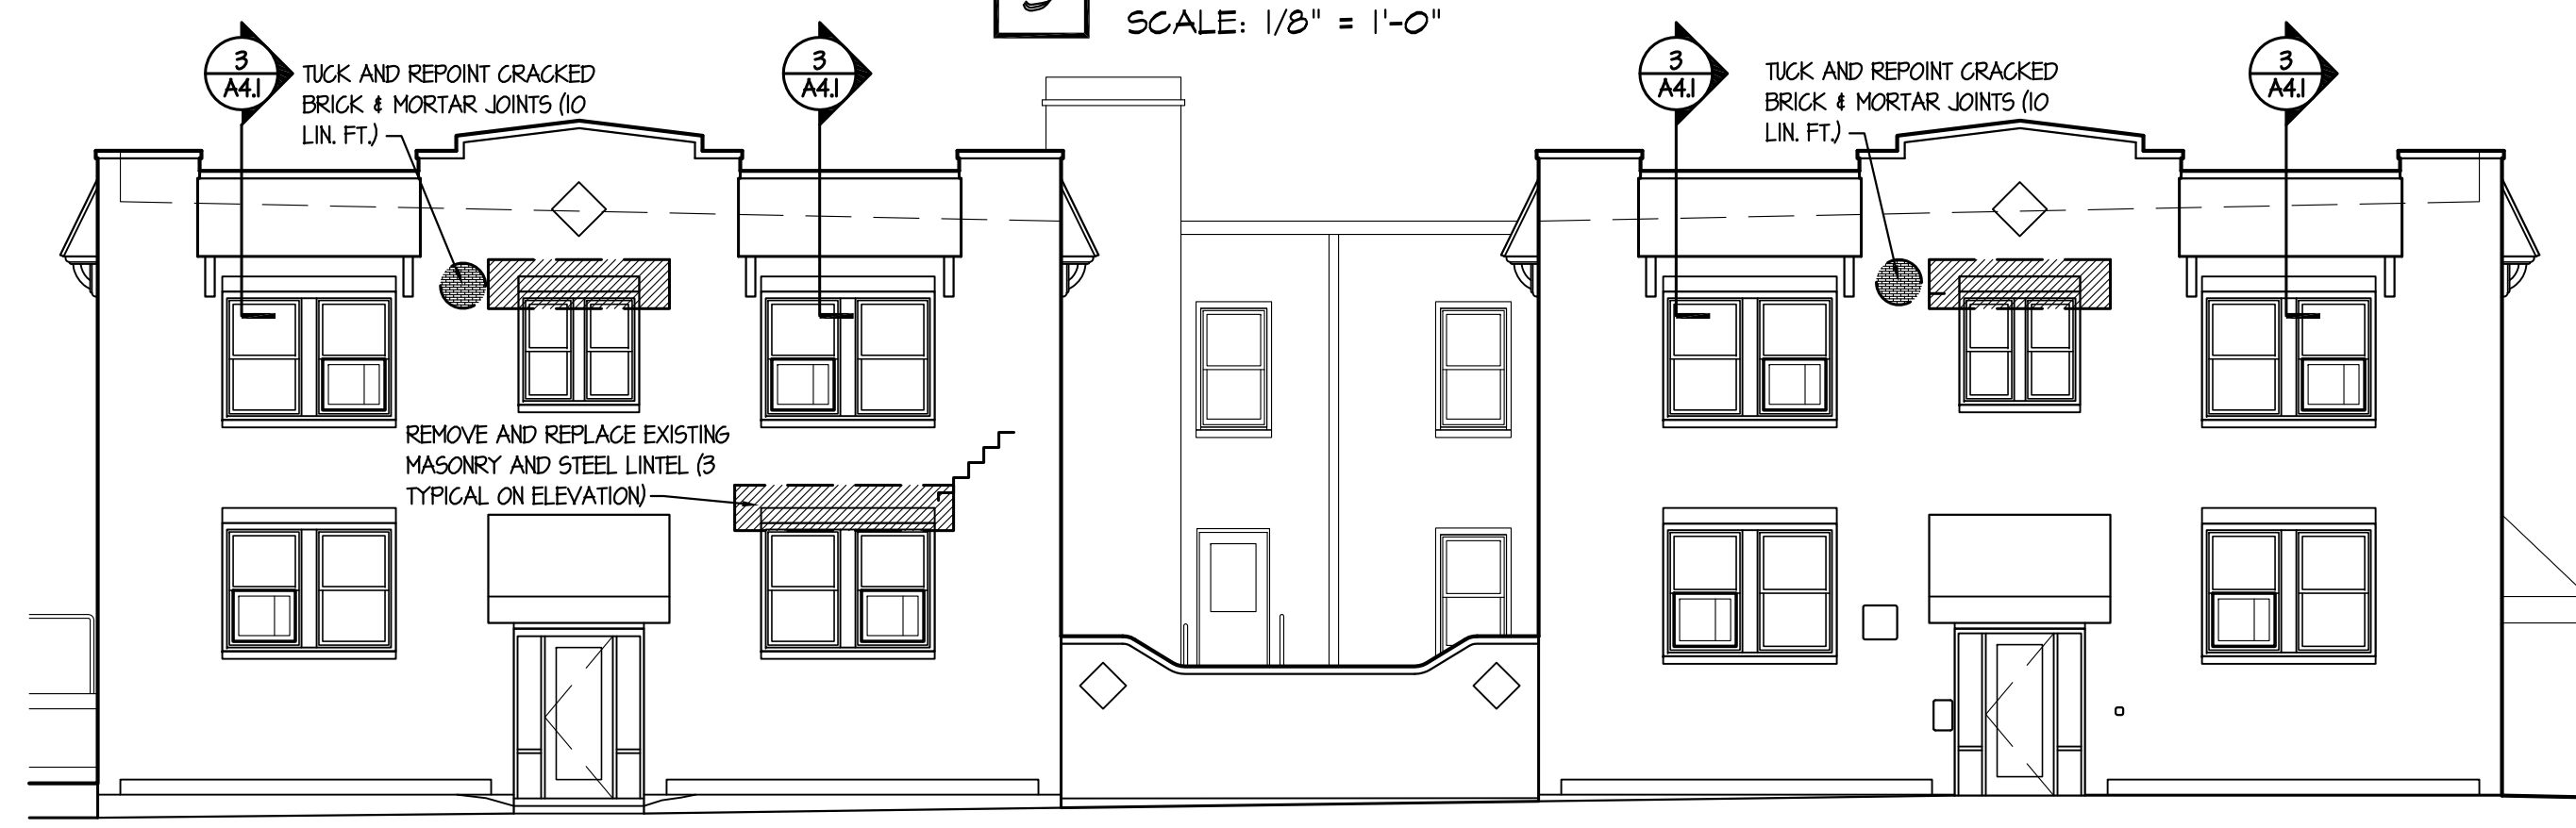 SCALE: 1/8" = 1'-0"
3
A4.1
TUCK AND REPOINT CRACKED
BRICK & MORTAR JOINTS (10
LIN. FT.)
3
A4.1
3
A4.1
TUCK AND REPOINT CRACKED
BRICK & MORTAR JOINTS (10
LIN. FT.)
3
A4.1
REMOVE AND REPLACE EXISTING
MASONRY AND STEEL LINTEL (3
TYPICAL ON ELEVATION)